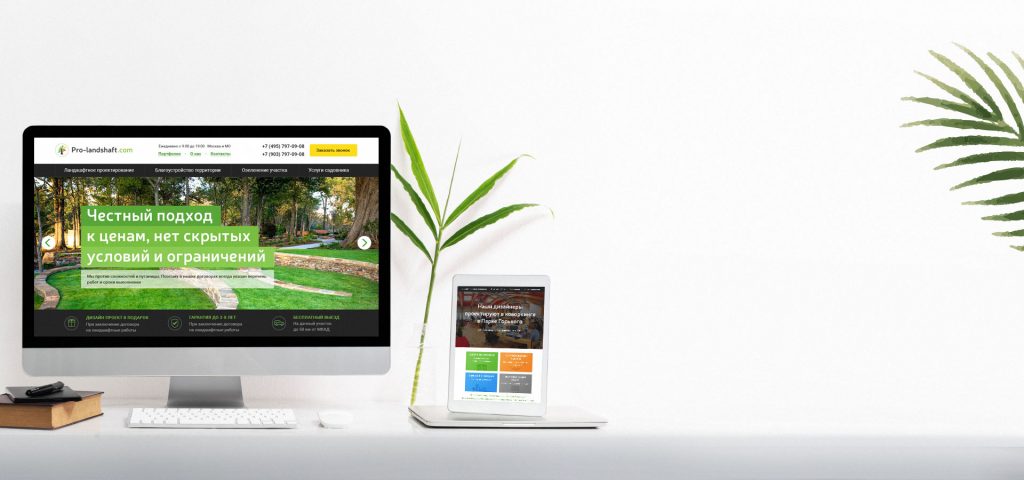 Pro-landshaft.com
Ежедневно с 9.00 до 19.00 Москва и МО
Портфолио О нас Контакты
+7 (495) 797-09-08
+7 (903) 797-09-08
Заказать звонок
Ландшафтное проектирование Благоустройство территории Озеленение участка Услуги садовника
Честный подход
к ценам, нет скрытых
условий и ограничений
Мы против сложностей и путаницы. Поэтому в наших договорах всегда указан перечень
работ и сроки выполнения
ДИЗАЙН ПРОЕКТ В ПОДАРОК
При заключении договора
на ландшафтные работы
ГАРАНТИЯ ДО 3-Х ЛЕТ
При заключении договора
на ландшафтные работы
БЕСПЛАТНЫЙ ВЫЕЗД
На дачный участок
до 50 км от МКАД
Наши дизайнеры
проектируют в коворкинге
в Парке Горького